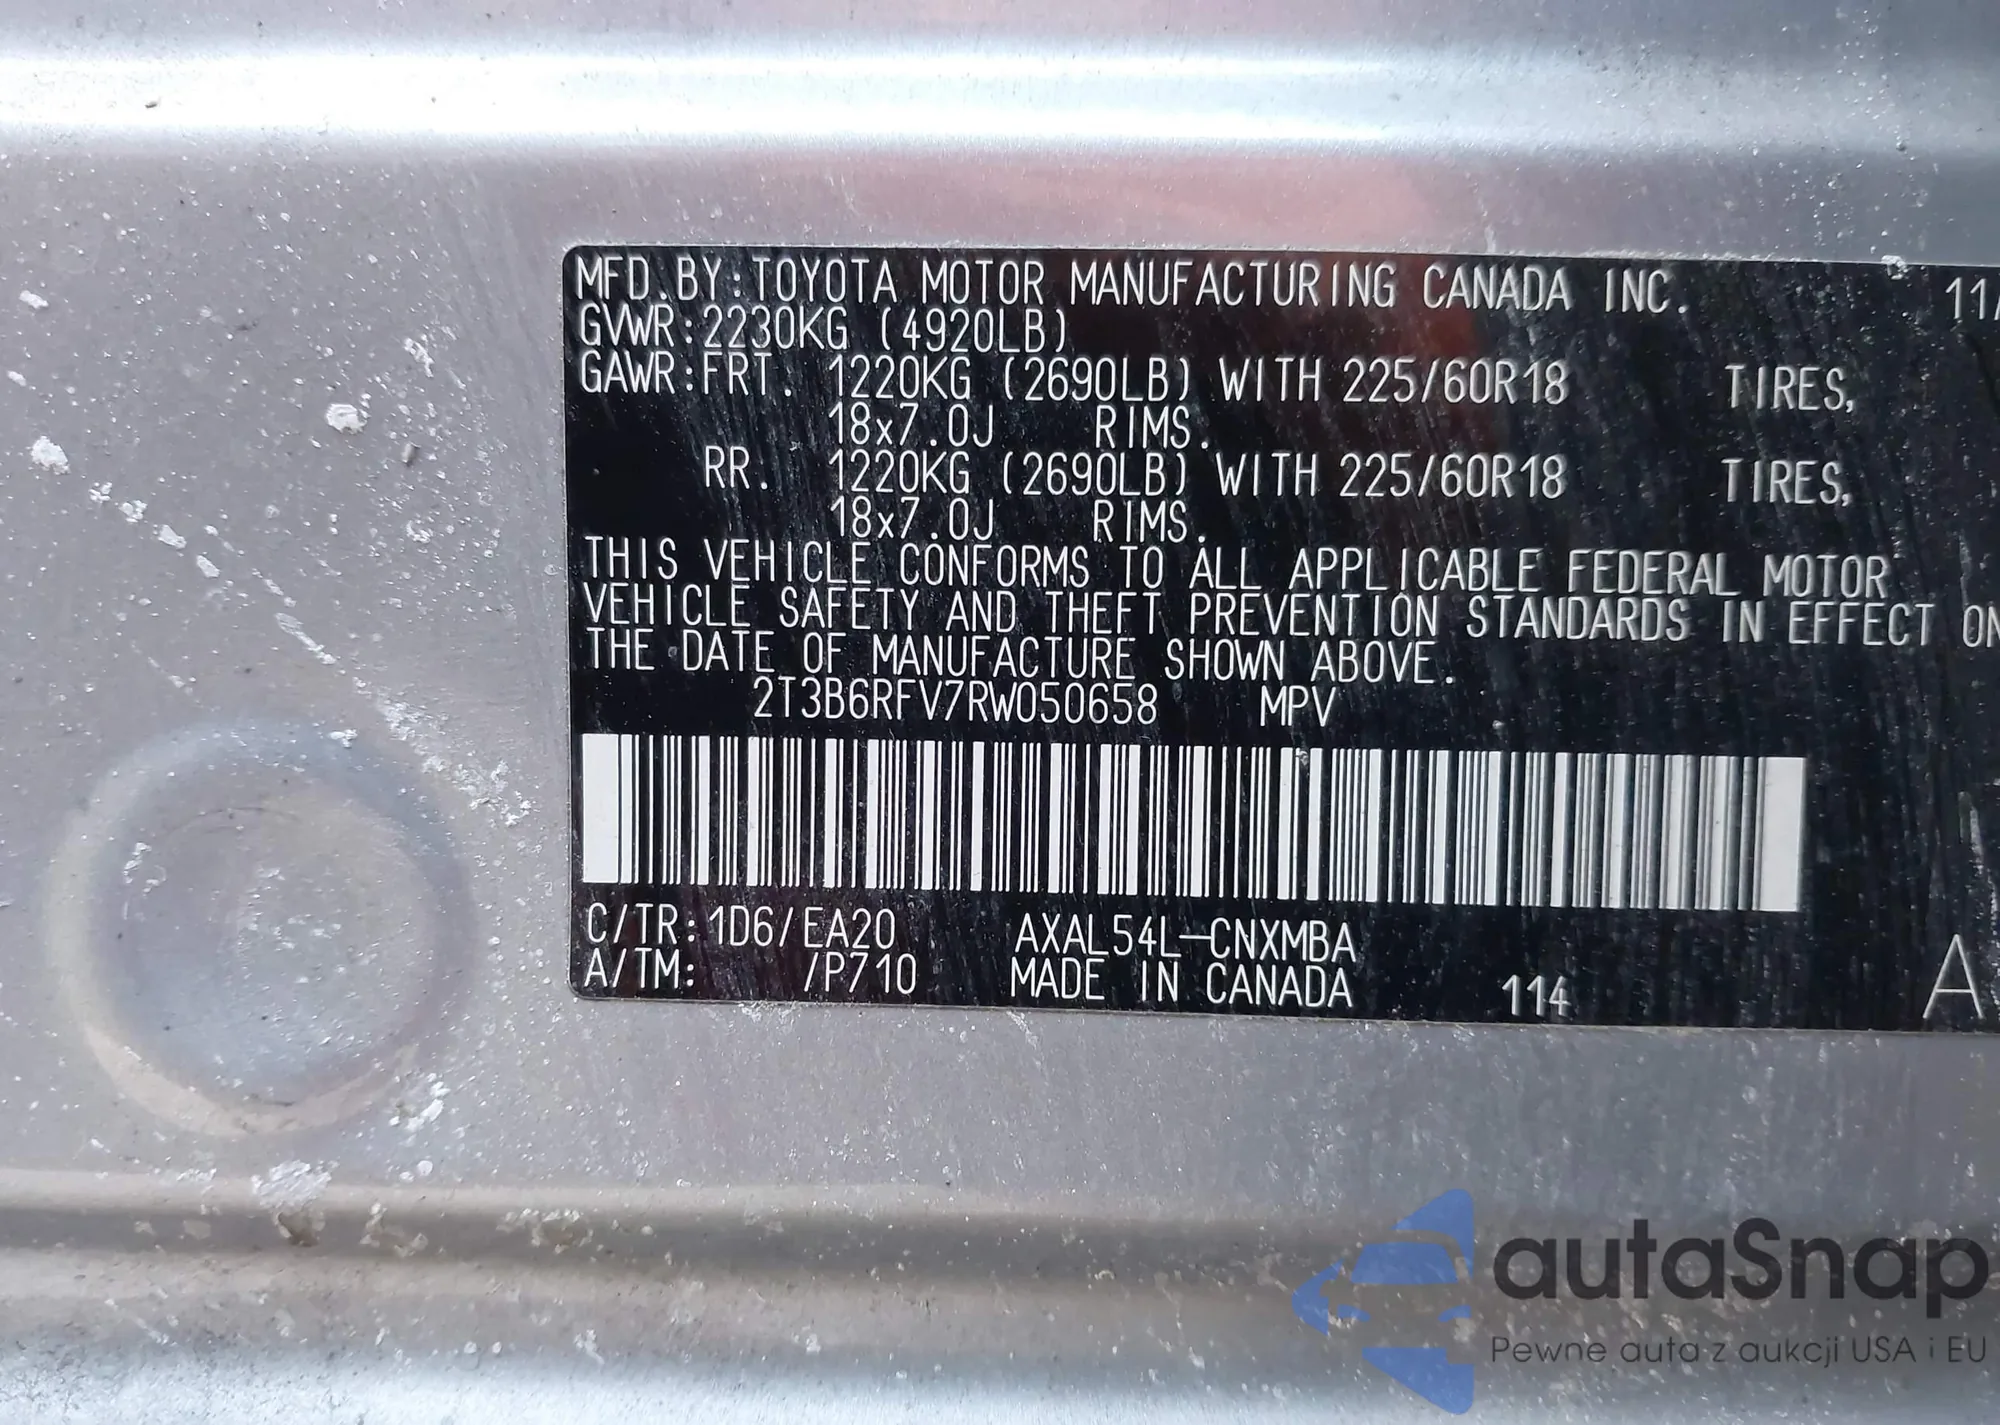 MFD.BY:TOYOTA MOTOR MANUFACTURING CANADA INC. 11/
GVWR:2230KG (4920LB)
GAWR:FRT. 1220KG (2690LB) WITH 225/60R18 TIRES,
18x7.0J RIMS.
RR. 1220KG (2690LB) WITH 225/60R18 TIRES,
18x7.0J RIMS.
THIS VEHICLE CONFORMS TO ALL APPLICABLE FEDERAL MOTOR
VEHICLE SAFETY AND THEFT PREVENTION STANDARDS IN EFFECT ON
THE DATE OF MANUFACTURE SHOWN ABOVE.
2T3B6RFV7RW050658 MPV
C/TR:1D6/EA20 AXAL54L-CNXMBA
A/TM: /P710 MADE IN CANADA 114 A
autaSnap
Pewne auta z aukcji USA i EU